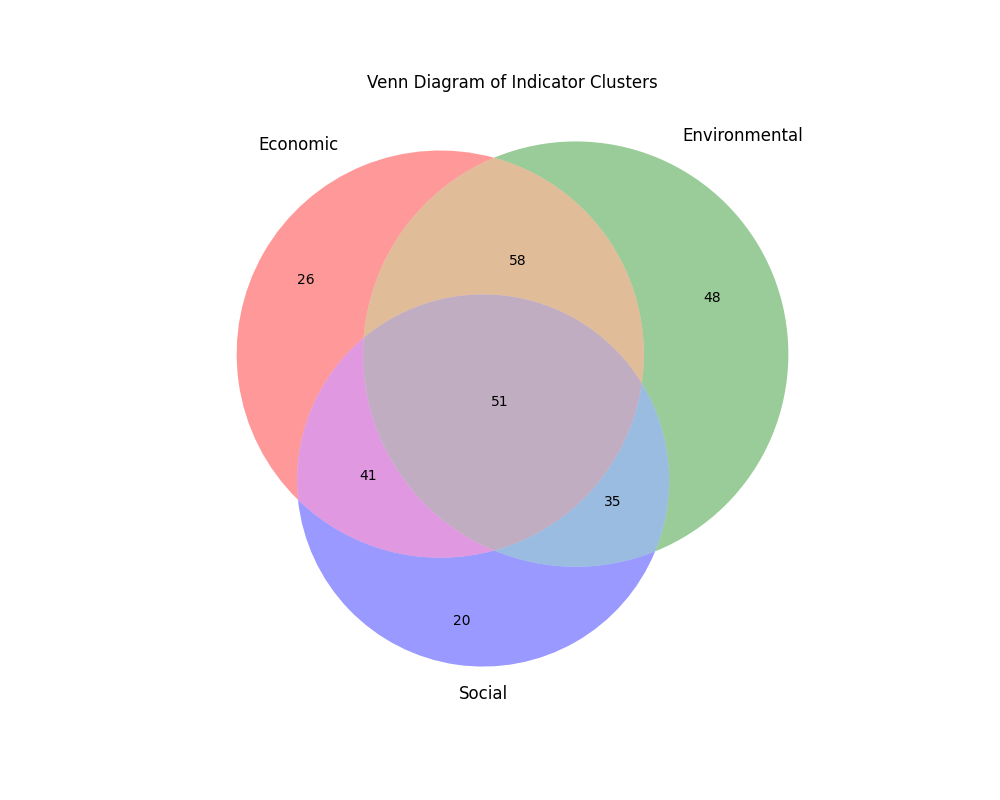 Venn Diagram of Indicator Clusters
Environmental
Economic
58
26
48
51
41
35
20
Social